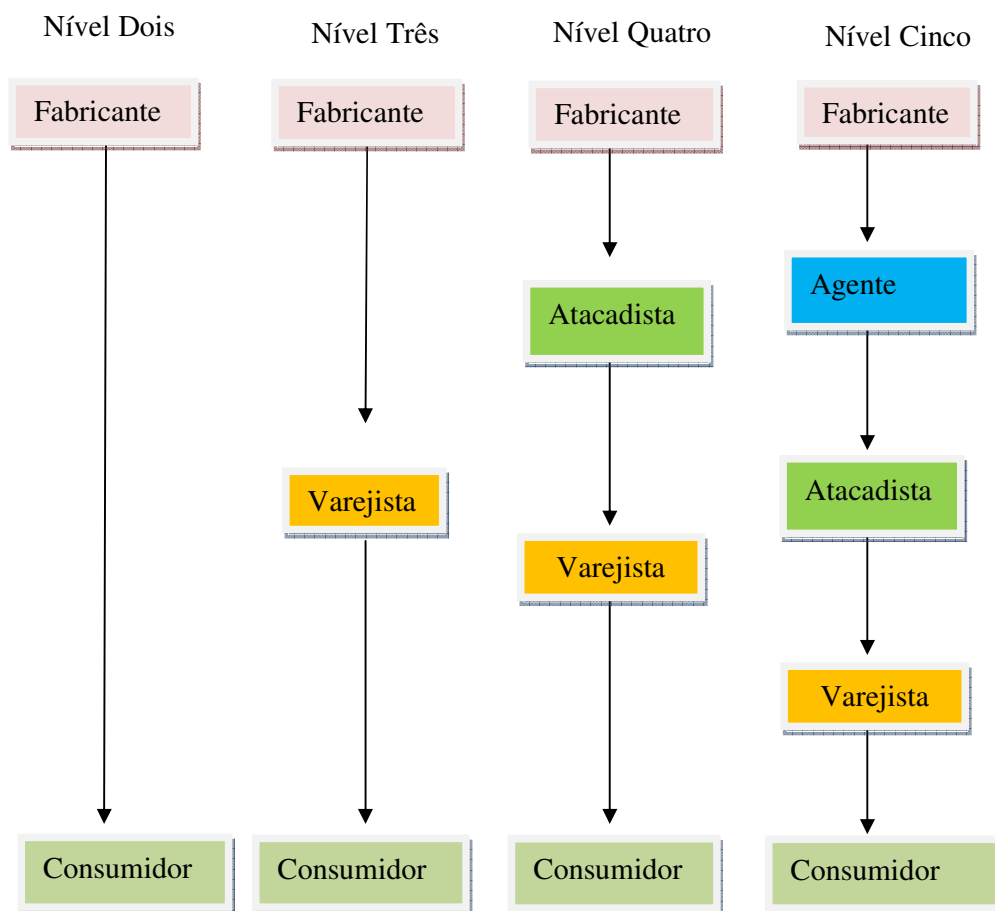 Nível Dois
Nível Três
Nível Quatro
Nível Cinco
Fabricante
Fabricante
Fabricante
Fabricante
Agente
Atacadista
Atacadista
Varejista
Varejista
Varejista
Consumidor
Consumidor
Consumidor
Consumidor